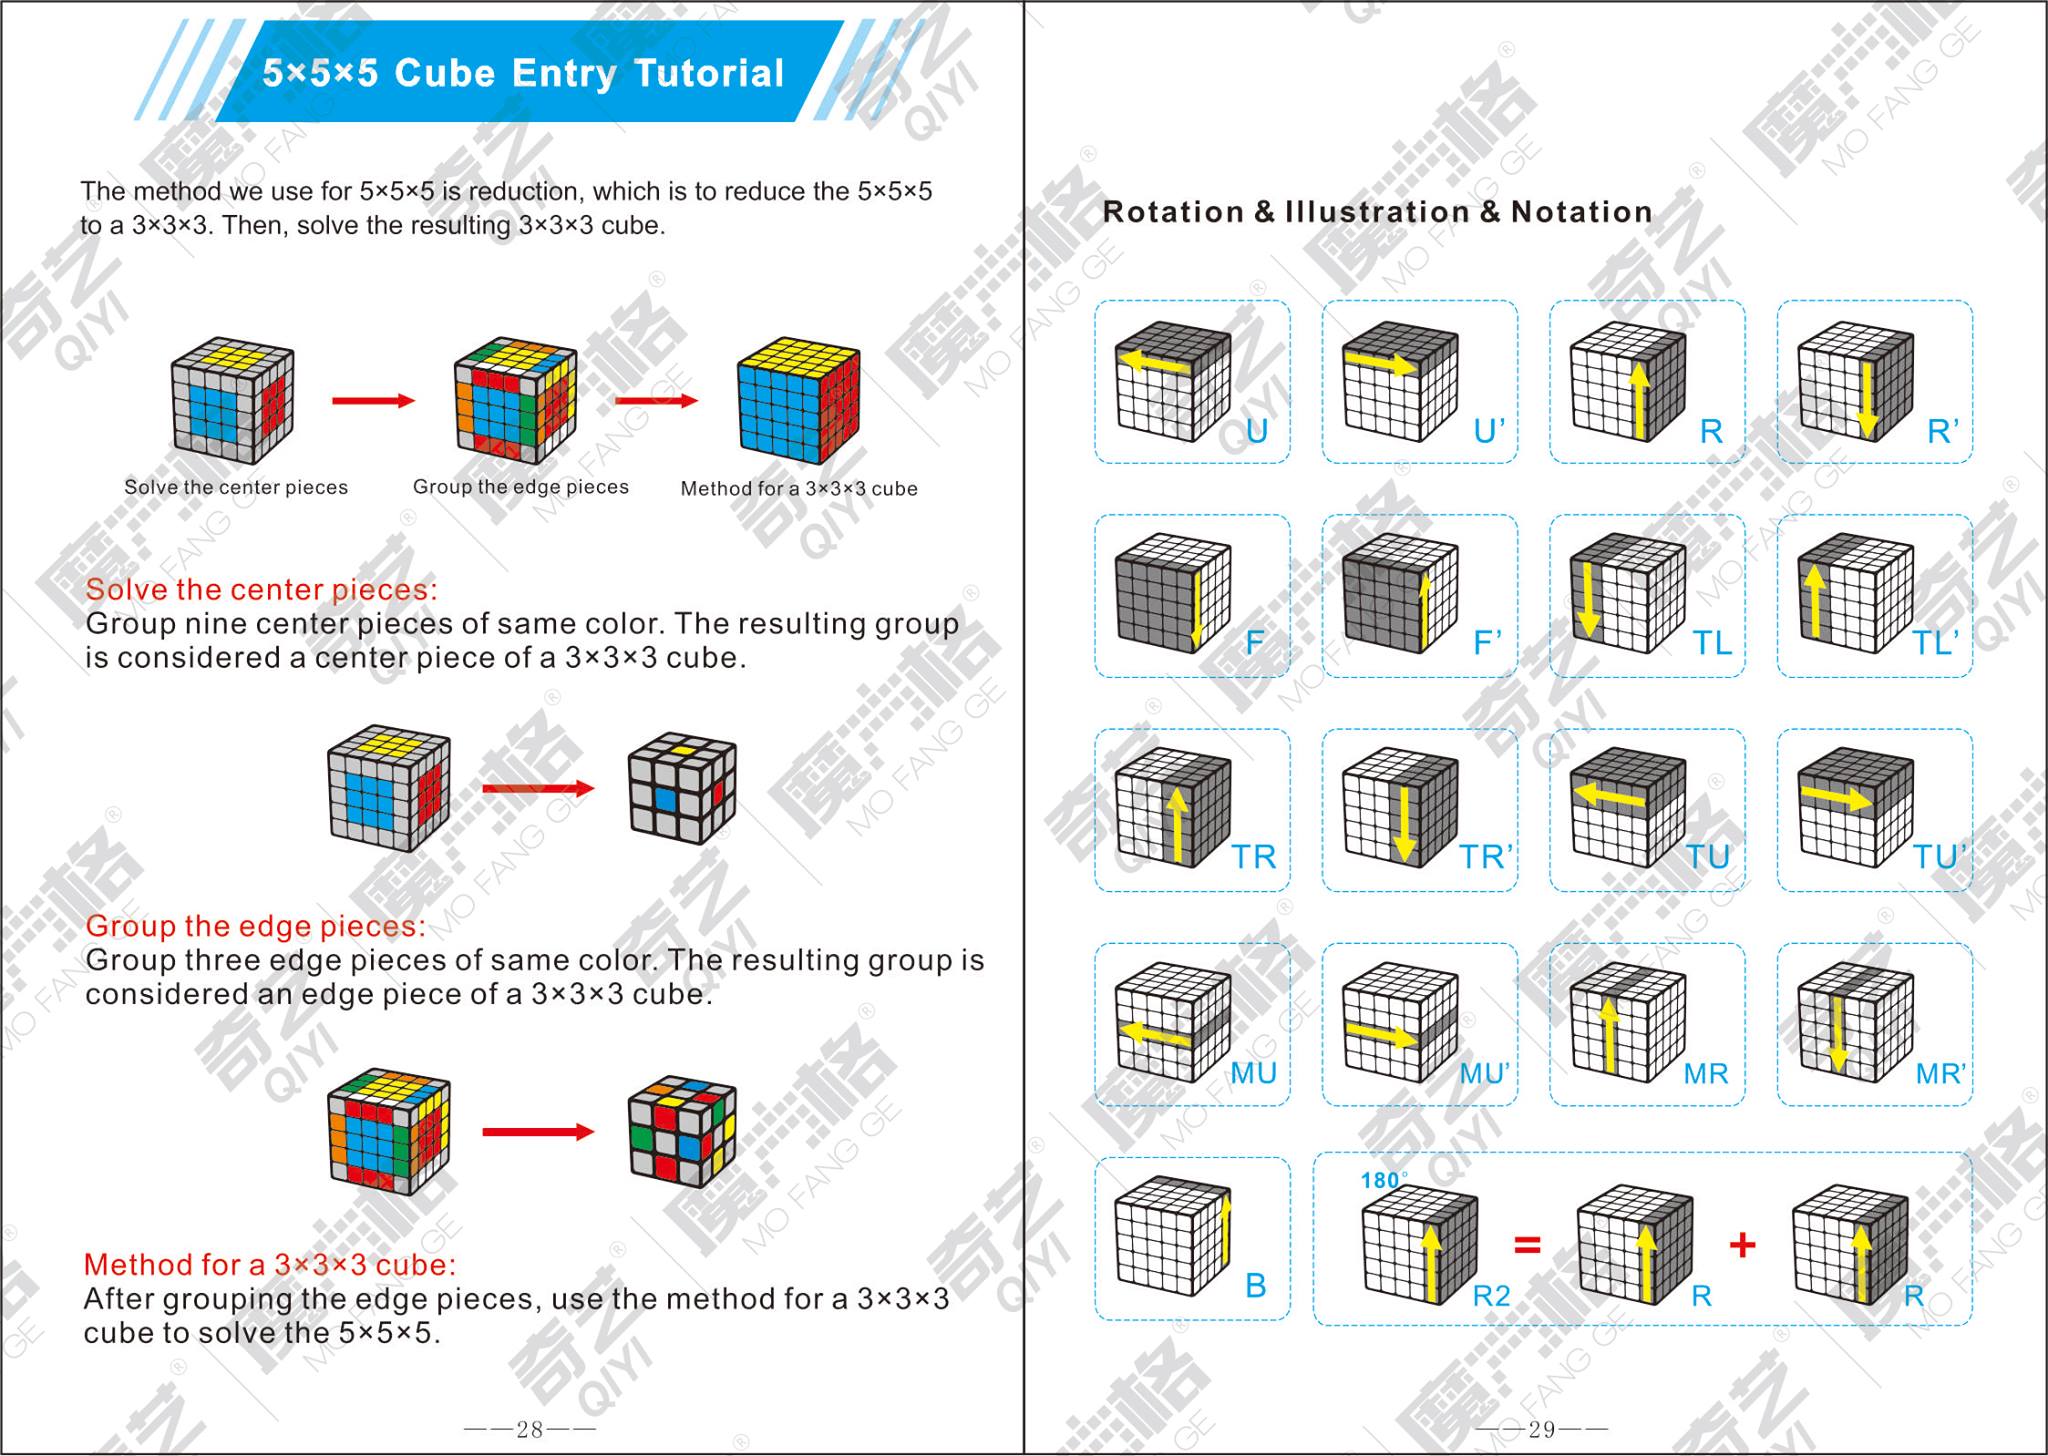 5×5×5 Cube Entry Tutorial
The method we use for 5×5×5 is reduction, which is to reduce the 5×5×5
to a 3×3×3. Then, solve the resulting 3×3×3 cube.
Solve the center pieces
Group the edge pieces
Method for a 3×3×3 cube
Solve the center pieces:
Group nine center pieces of same color. The resulting group
is considered a center piece of a 3×3×3 cube.
Group the edge pieces:
Group three edge pieces of same color. The resulting group is
considered an edge piece of a 3×3×3 cube.
Method for a 3×3×3 cube:
After grouping the edge pieces, use the method for a 3×3×3
cube to solve the 5×5×5.
——28——
Rotation & Illustration & Notation
U
U’
R
R’
F
F’
TL
TL’
TR
TR’
TU
TU’
MU
MU’
MR
MR’
B
180°
R2
=
R
+
R
——29——
奇艺 QIYI 魔方格® MO FANG GE